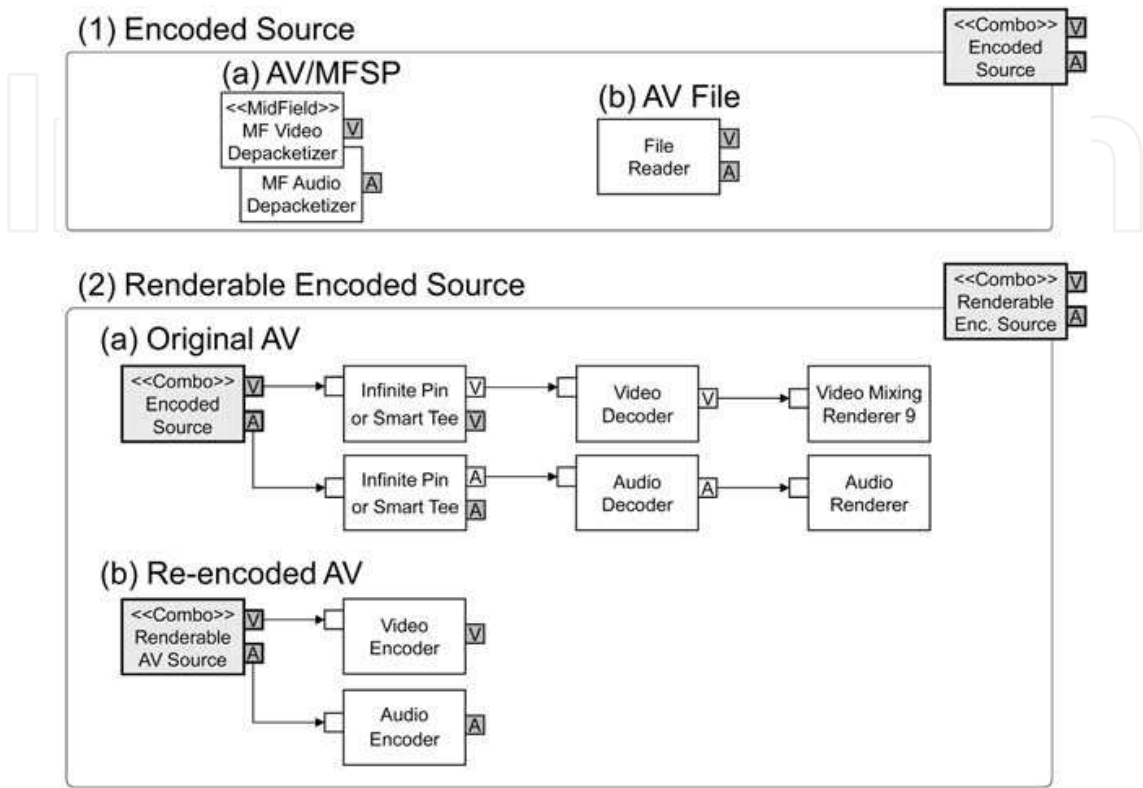 (1) Encoded Source
<<Combo>>
Encoded
Source
V
A
(a) AV/MFSP
<<MidField>>
MF Video
Depacketizer
V
MF Audio
Depacketizer
A
(b) AV File
File
Reader
V
A
(2) Renderable Encoded Source
<<Combo>>
Renderable
Enc. Source
V
A
(a) Original AV
<<Combo>>
Encoded
Source
V
A
Infinite Pin
or Smart Tee
V
V
Video
Decoder
V
Video Mixing
Renderer 9
Infinite Pin
or Smart Tee
A
A
Audio
Decoder
A
Audio
Renderer
(b) Re-encoded AV
<<Combo>>
Renderable
AV Source
V
A
Video
Encoder
V
Audio
Encoder
A